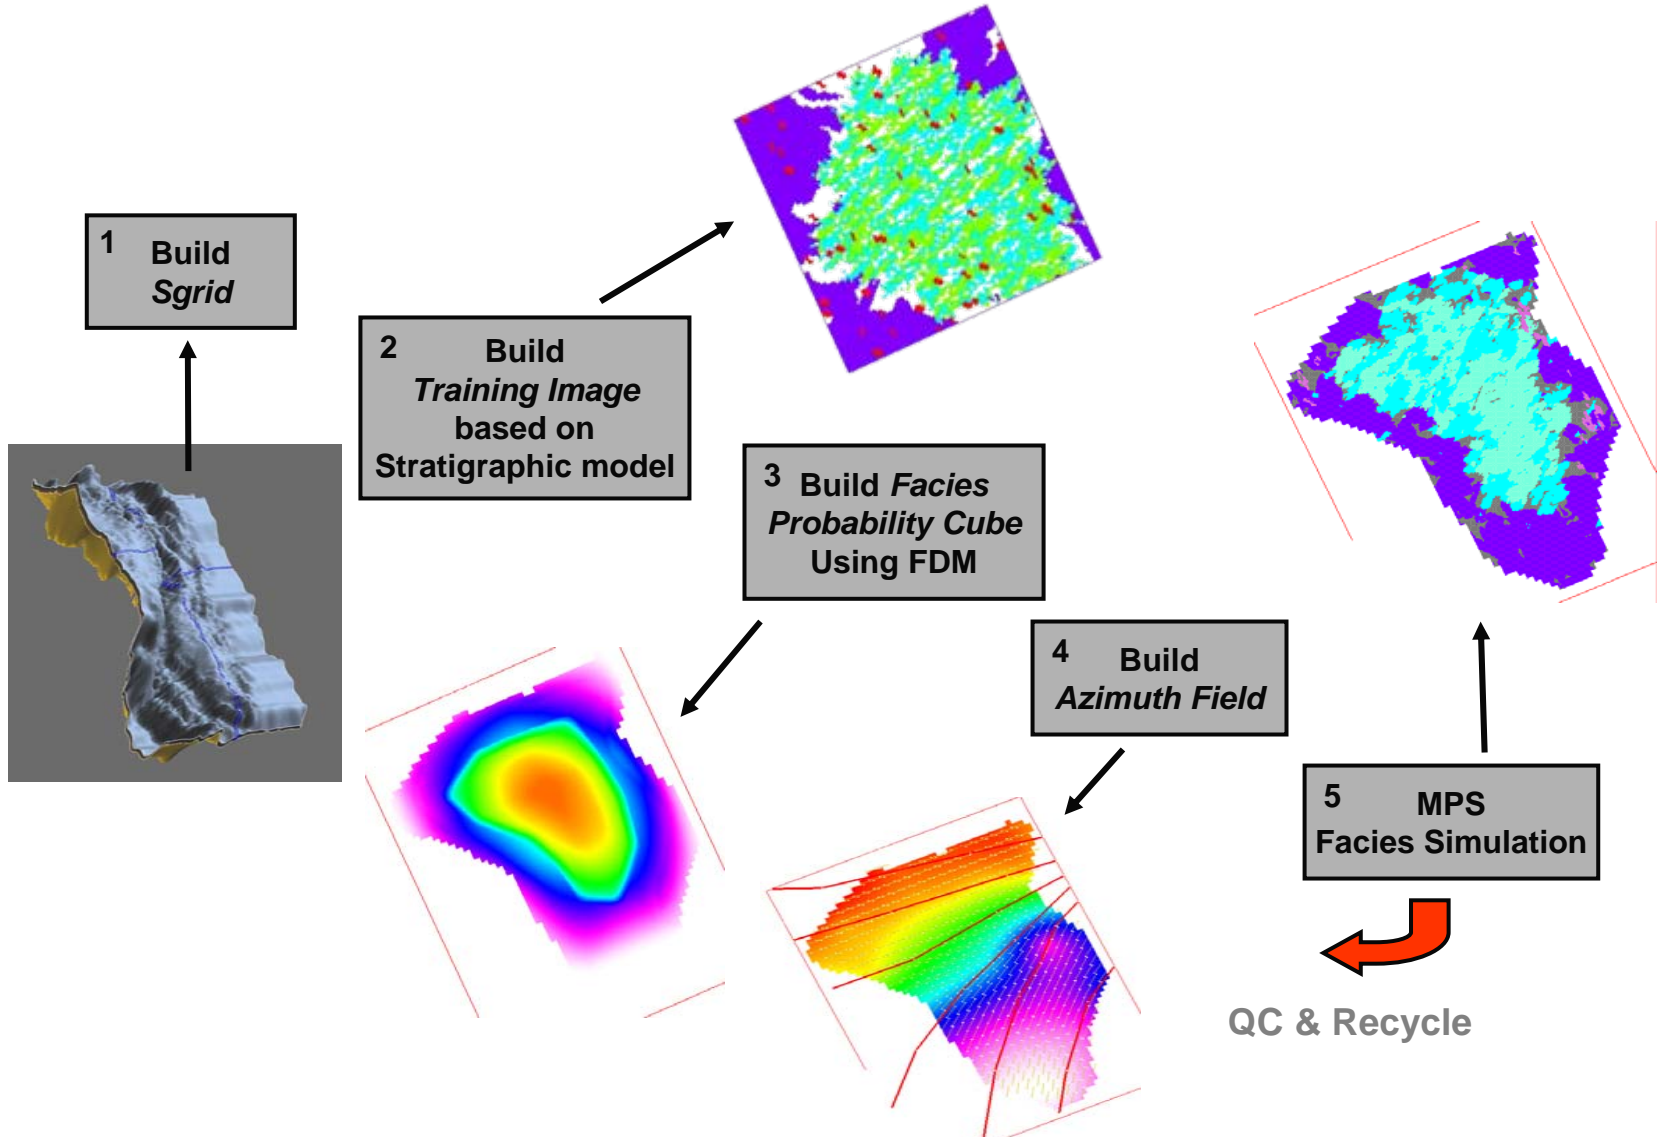 1
Build
Sgrid
2
Build
Training Image
based on
Stratigraphic model
3
Build Facies
Probability Cube
Using FDM
4
Build
Azimuth Field
5
MPS
Facies Simulation
QC & Recycle